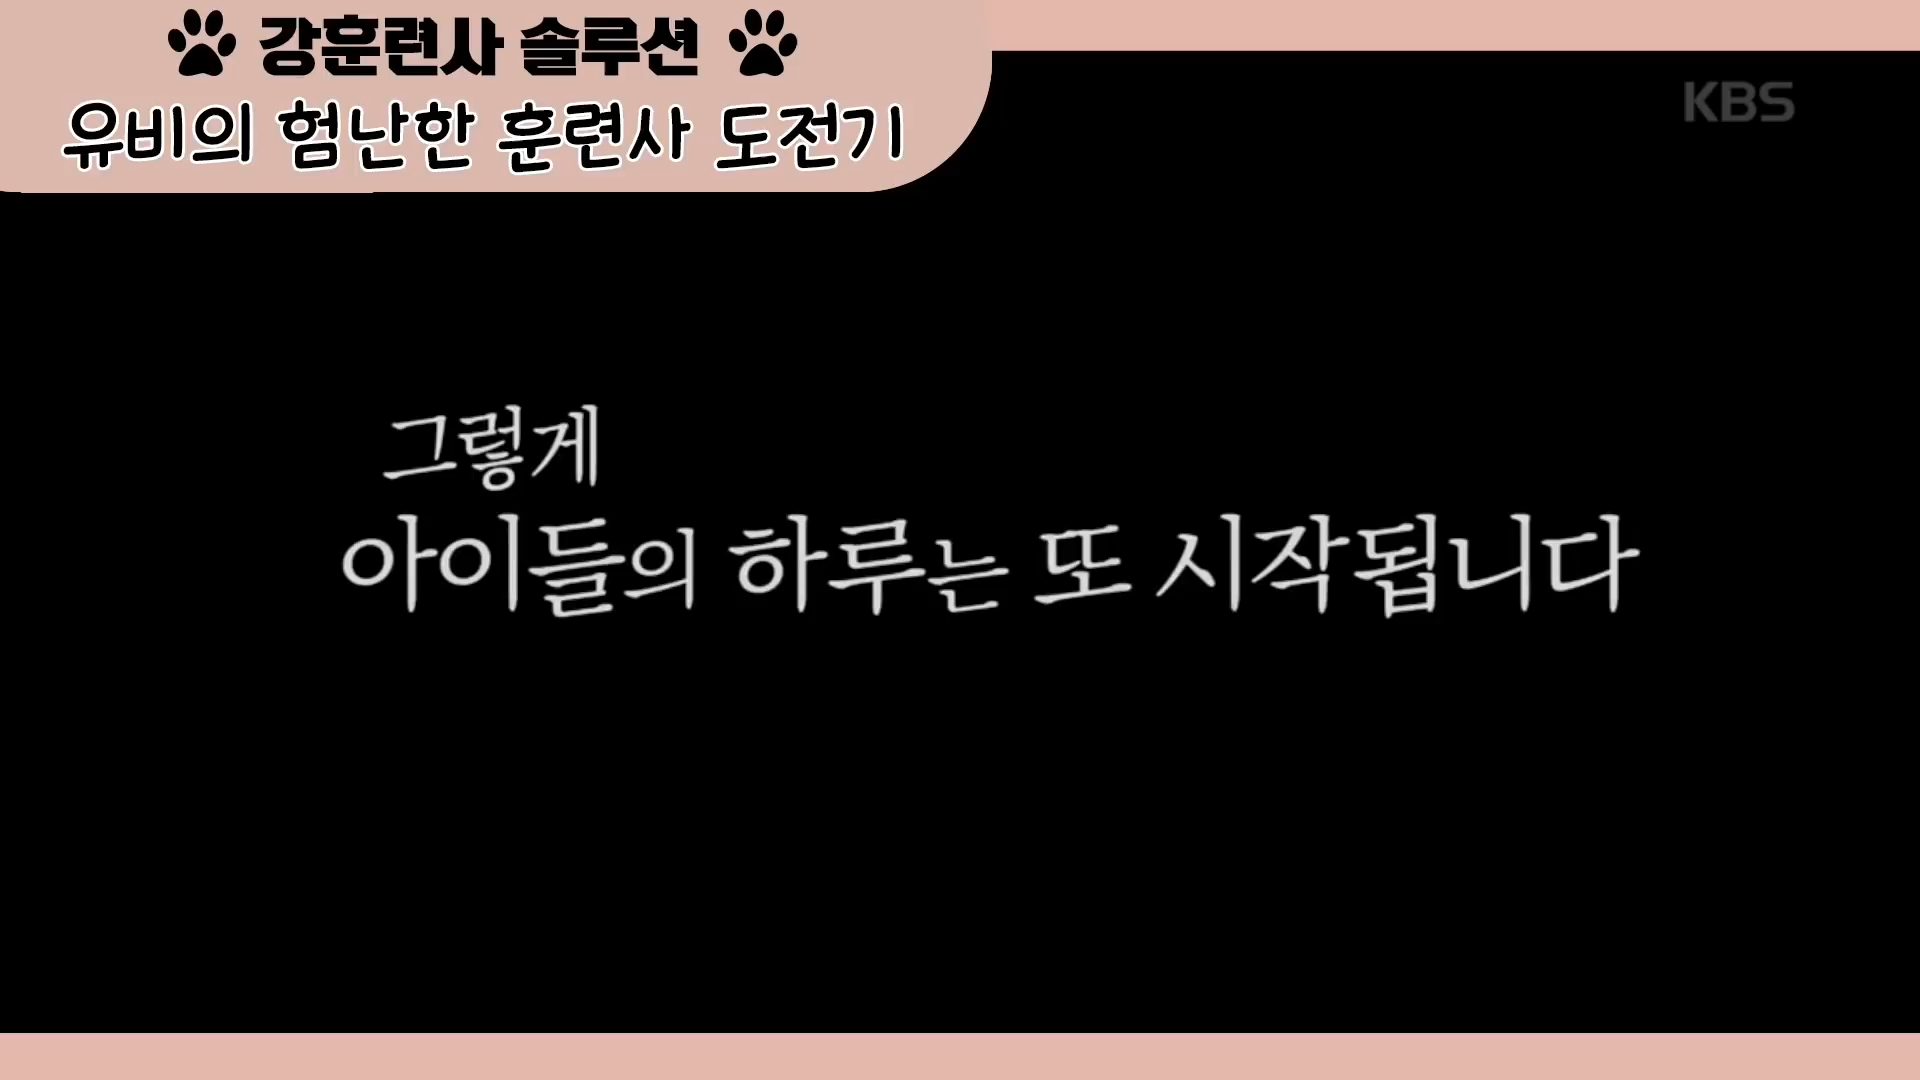 강훈련사 솔루션
유비의 험난한 훈련사 도전기
KBS
그렇게
아이들의 하루는 또 시작됩니다